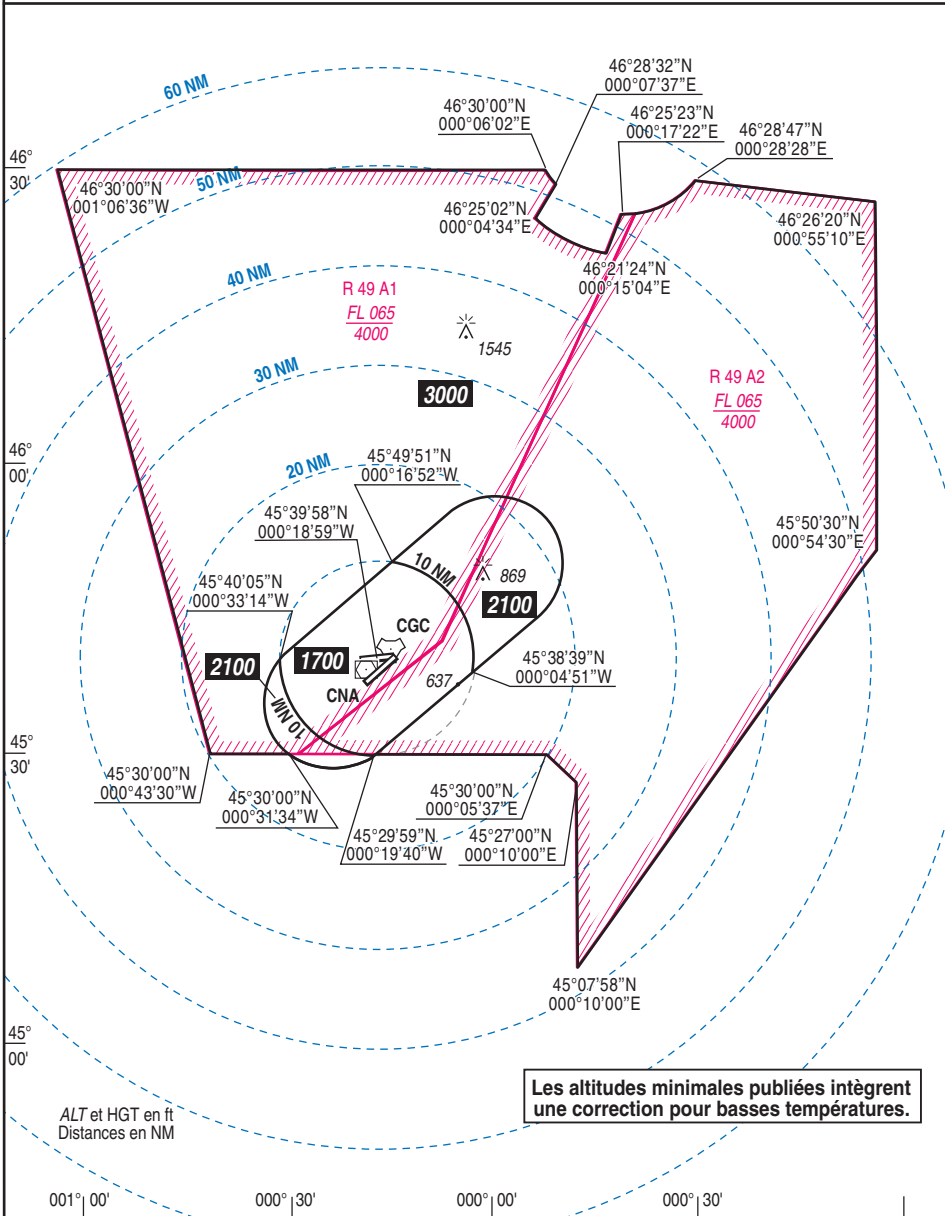 60 NM
46°28'32”N
000°07'37”E
46°30'00”N
000°06'02”E
46°25'23”N
000°17'22”E
46°28'47”N
000°28'28”E
46°
30'
46°30'00”N
001°06'36”W
50 NM
46°25'02”N
000°04'34”E
46°26'20”N
000°55'10”E
46°21'24”N
000°15'04”E
40 NM
R 49 A1
FL 065
4000
1545
30 NM
3000
R 49 A2
FL 065
4000
46°
00'
20 NM
45°49'51”N
000°16'52”W
45°39'58”N
000°18'59”W
45°50'30”N
000°54'30”E
45°40'05”N
000°33'14”W
10 NM
869
2100
CGC
2100
1700
CNA
637
45°38'39”N
000°04'51”W
10 NM
45°
30'
45°30'00”N
000°43'30”W
45°30'00”N
000°31'34”W
45°29'59”N
000°19'40”W
45°30'00”N
000°05'37”E
45°27'00”N
000°10'00”E
45°07'58”N
000°10'00”E
45°
00'
Les altitudes minimales publiées intègrent
une correction pour basses températures.
ALT et HGT en ft
Distances en NM
001° 00'
000° 30'
000° 00'
000° 30'